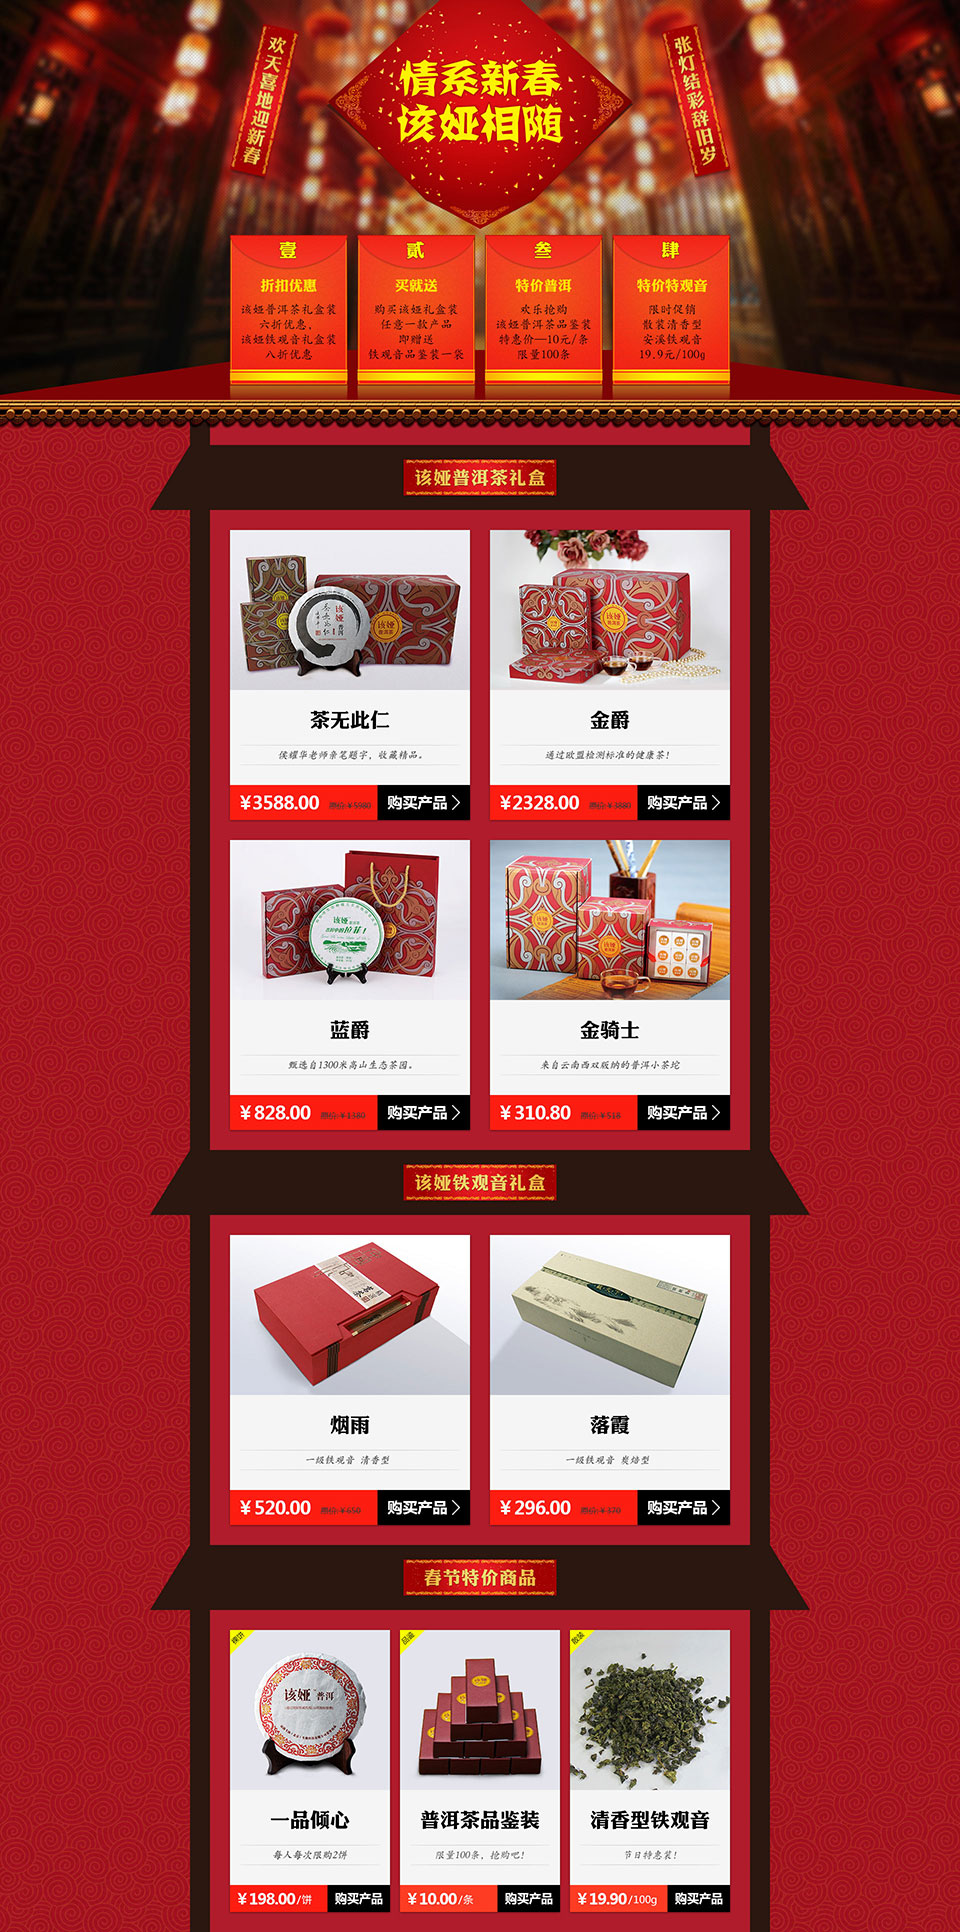 欢天喜地迎新春
情系新春
该娅相随
张灯结彩辞旧岁
壹
折扣优惠
该娅普洱茶礼盒装
六折优惠，
该娅铁观音礼盒装
八折优惠
贰
买就送
购买该娅礼盒装
任意一款产品
即赠送
铁观音品鉴装一袋
叁
特价普洱
欢乐抢购
该娅普洱茶品鉴装
特惠价—10元/条
限量100条
肆
特价特观音
限时促销
散装清香型
安溪铁观音
19.9元/100g
该娅普洱茶礼盒
茶无此仁
侯耀华老师亲笔题字，收藏精品。
¥3588.00 原价:¥5980 购买产品
金爵
通过欧盟检测标准的健康茶!
¥2328.00 原价:¥3880 购买产品
蓝爵
甄选自1300米高山生态茶园。
¥828.00 原价:¥1380 购买产品
金骑士
来自云南西双版纳的普洱小茶坨
¥310.80 原价:¥518 购买产品
该娅铁观音礼盒
烟雨
一级铁观音 清香型
¥520.00 原价:¥650 购买产品
落霞
一级铁观音 炭焙型
¥296.00 原价:¥370 购买产品
春节特价商品
该娅 普洱
一品倾心
每人每次限购2饼
¥198.00/饼 购买产品
品鉴
普洱茶品鉴装
限量100条，抢购吧!
¥10.00/条 购买产品
散装
清香型铁观音
节日特惠装!
¥19.90/100g 购买产品